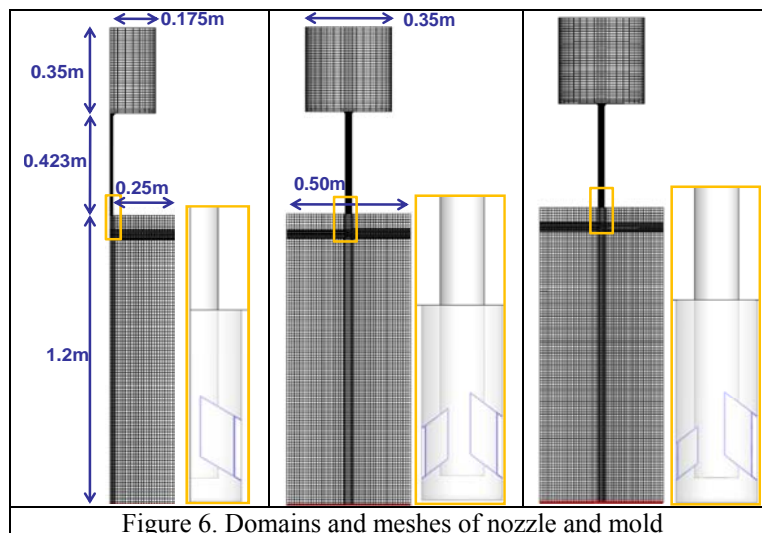 0.175m
0.35m
0.35m
0.423m
0.25m
0.50m
1.2m
Figure 6. Domains and meshes of nozzle and mold